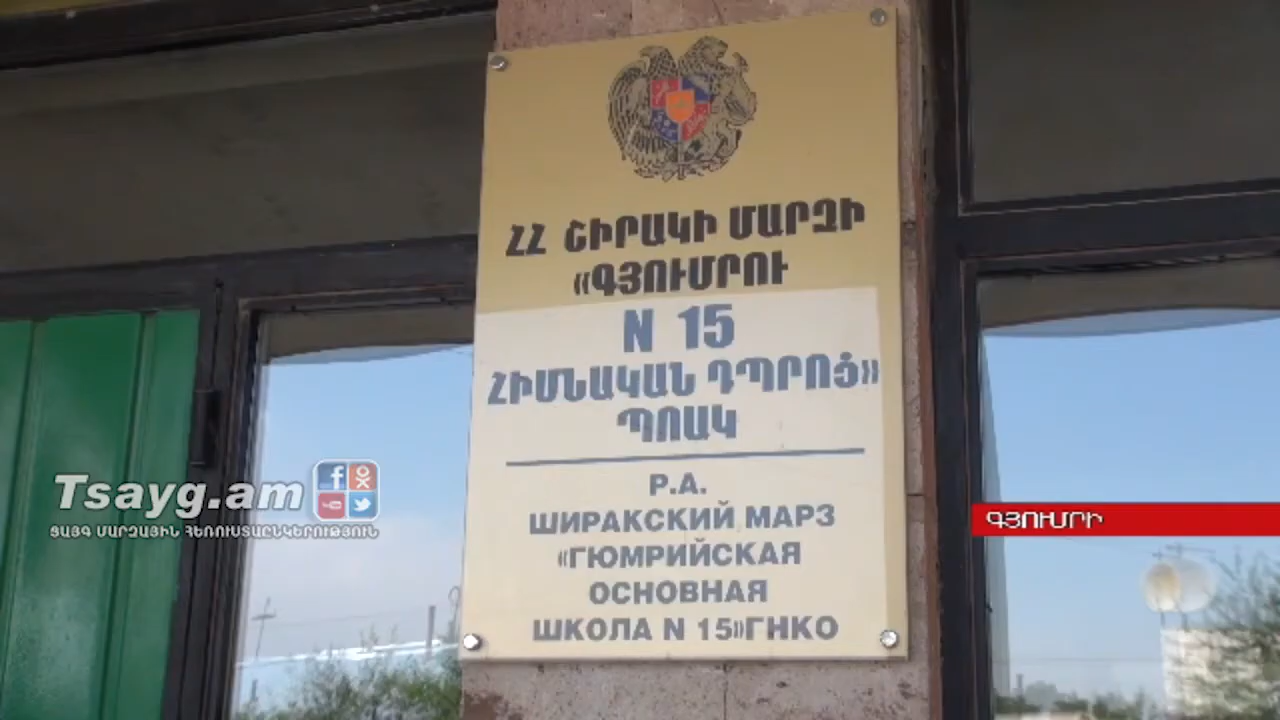 ՀՀ ՇԻՐԱԿԻ ՄԱՐԶԻ
«ԳՅՈՒՄՐՈՒ
N 15
ՀԻՄՆԱԿԱՆ ԴՊՐՈՑ»
ՊՈԱԿ
Р.А.
ШИРАКСКИЙ МАРЗ
«ГЮМРИЙСКАЯ
ОСНОВНАЯ
ШКОЛА N 15»ГНКО
Tsayg.am
ՑԱՅԳ ՄԱՐԶԱՅԻՆ ՀԵՌՈՒՍՏԱԸՆԿԵՐՈՒԹՅՈՒՆ
ԳՅՈՒՄՐԻ